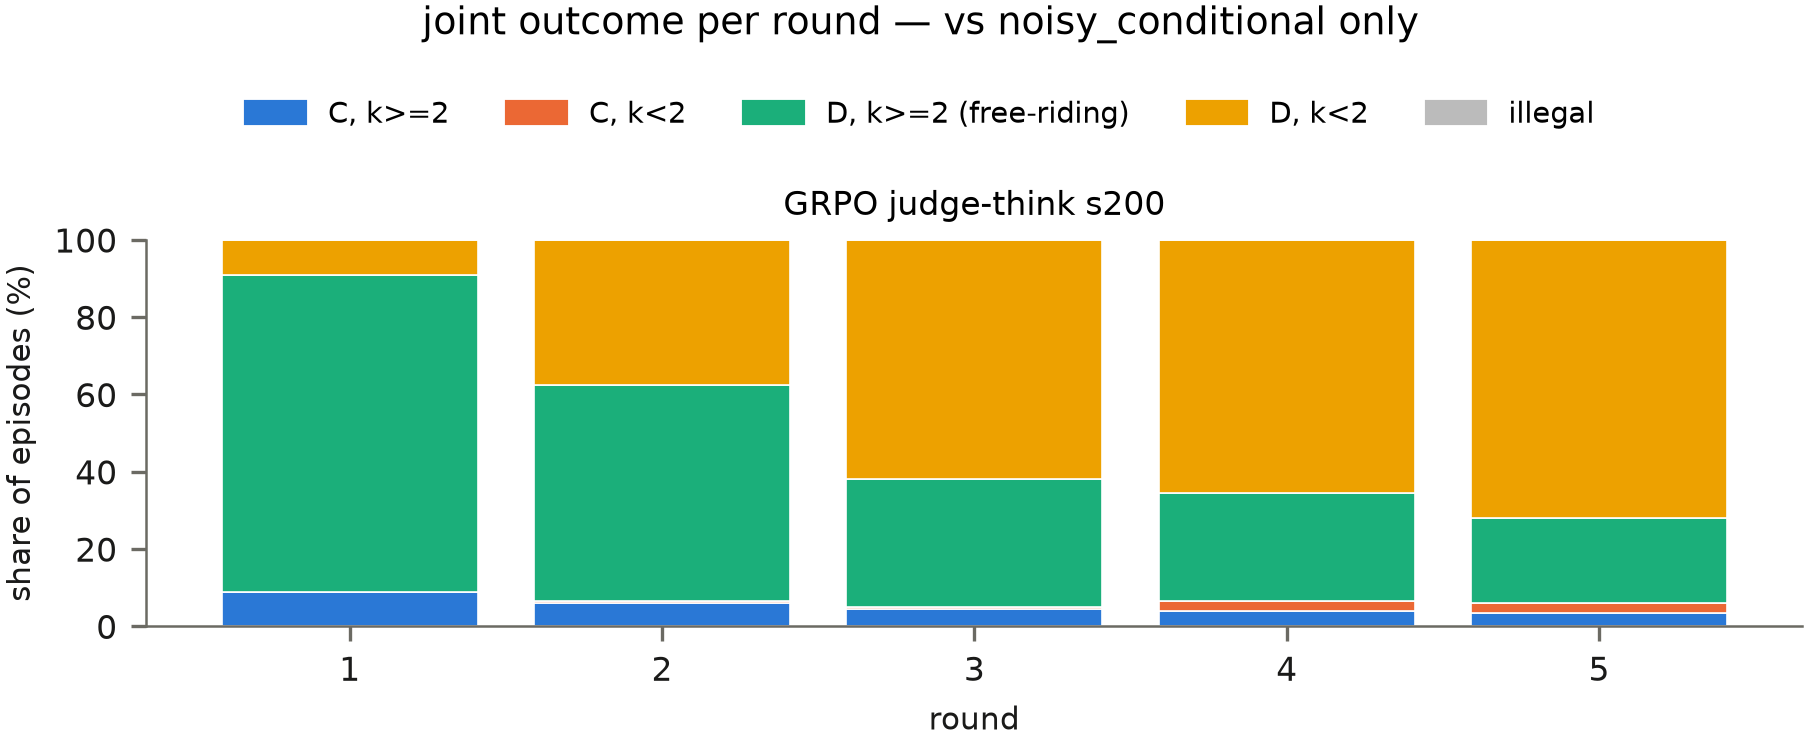 joint outcome per round — vs noisy_conditional only
C, k>=2 C, k<2 D, k>=2 (free-riding) D, k<2 illegal
GRPO judge-think s200
share of episodes (%)
100
80
60
40
20
0
1 2 3 4 5
round